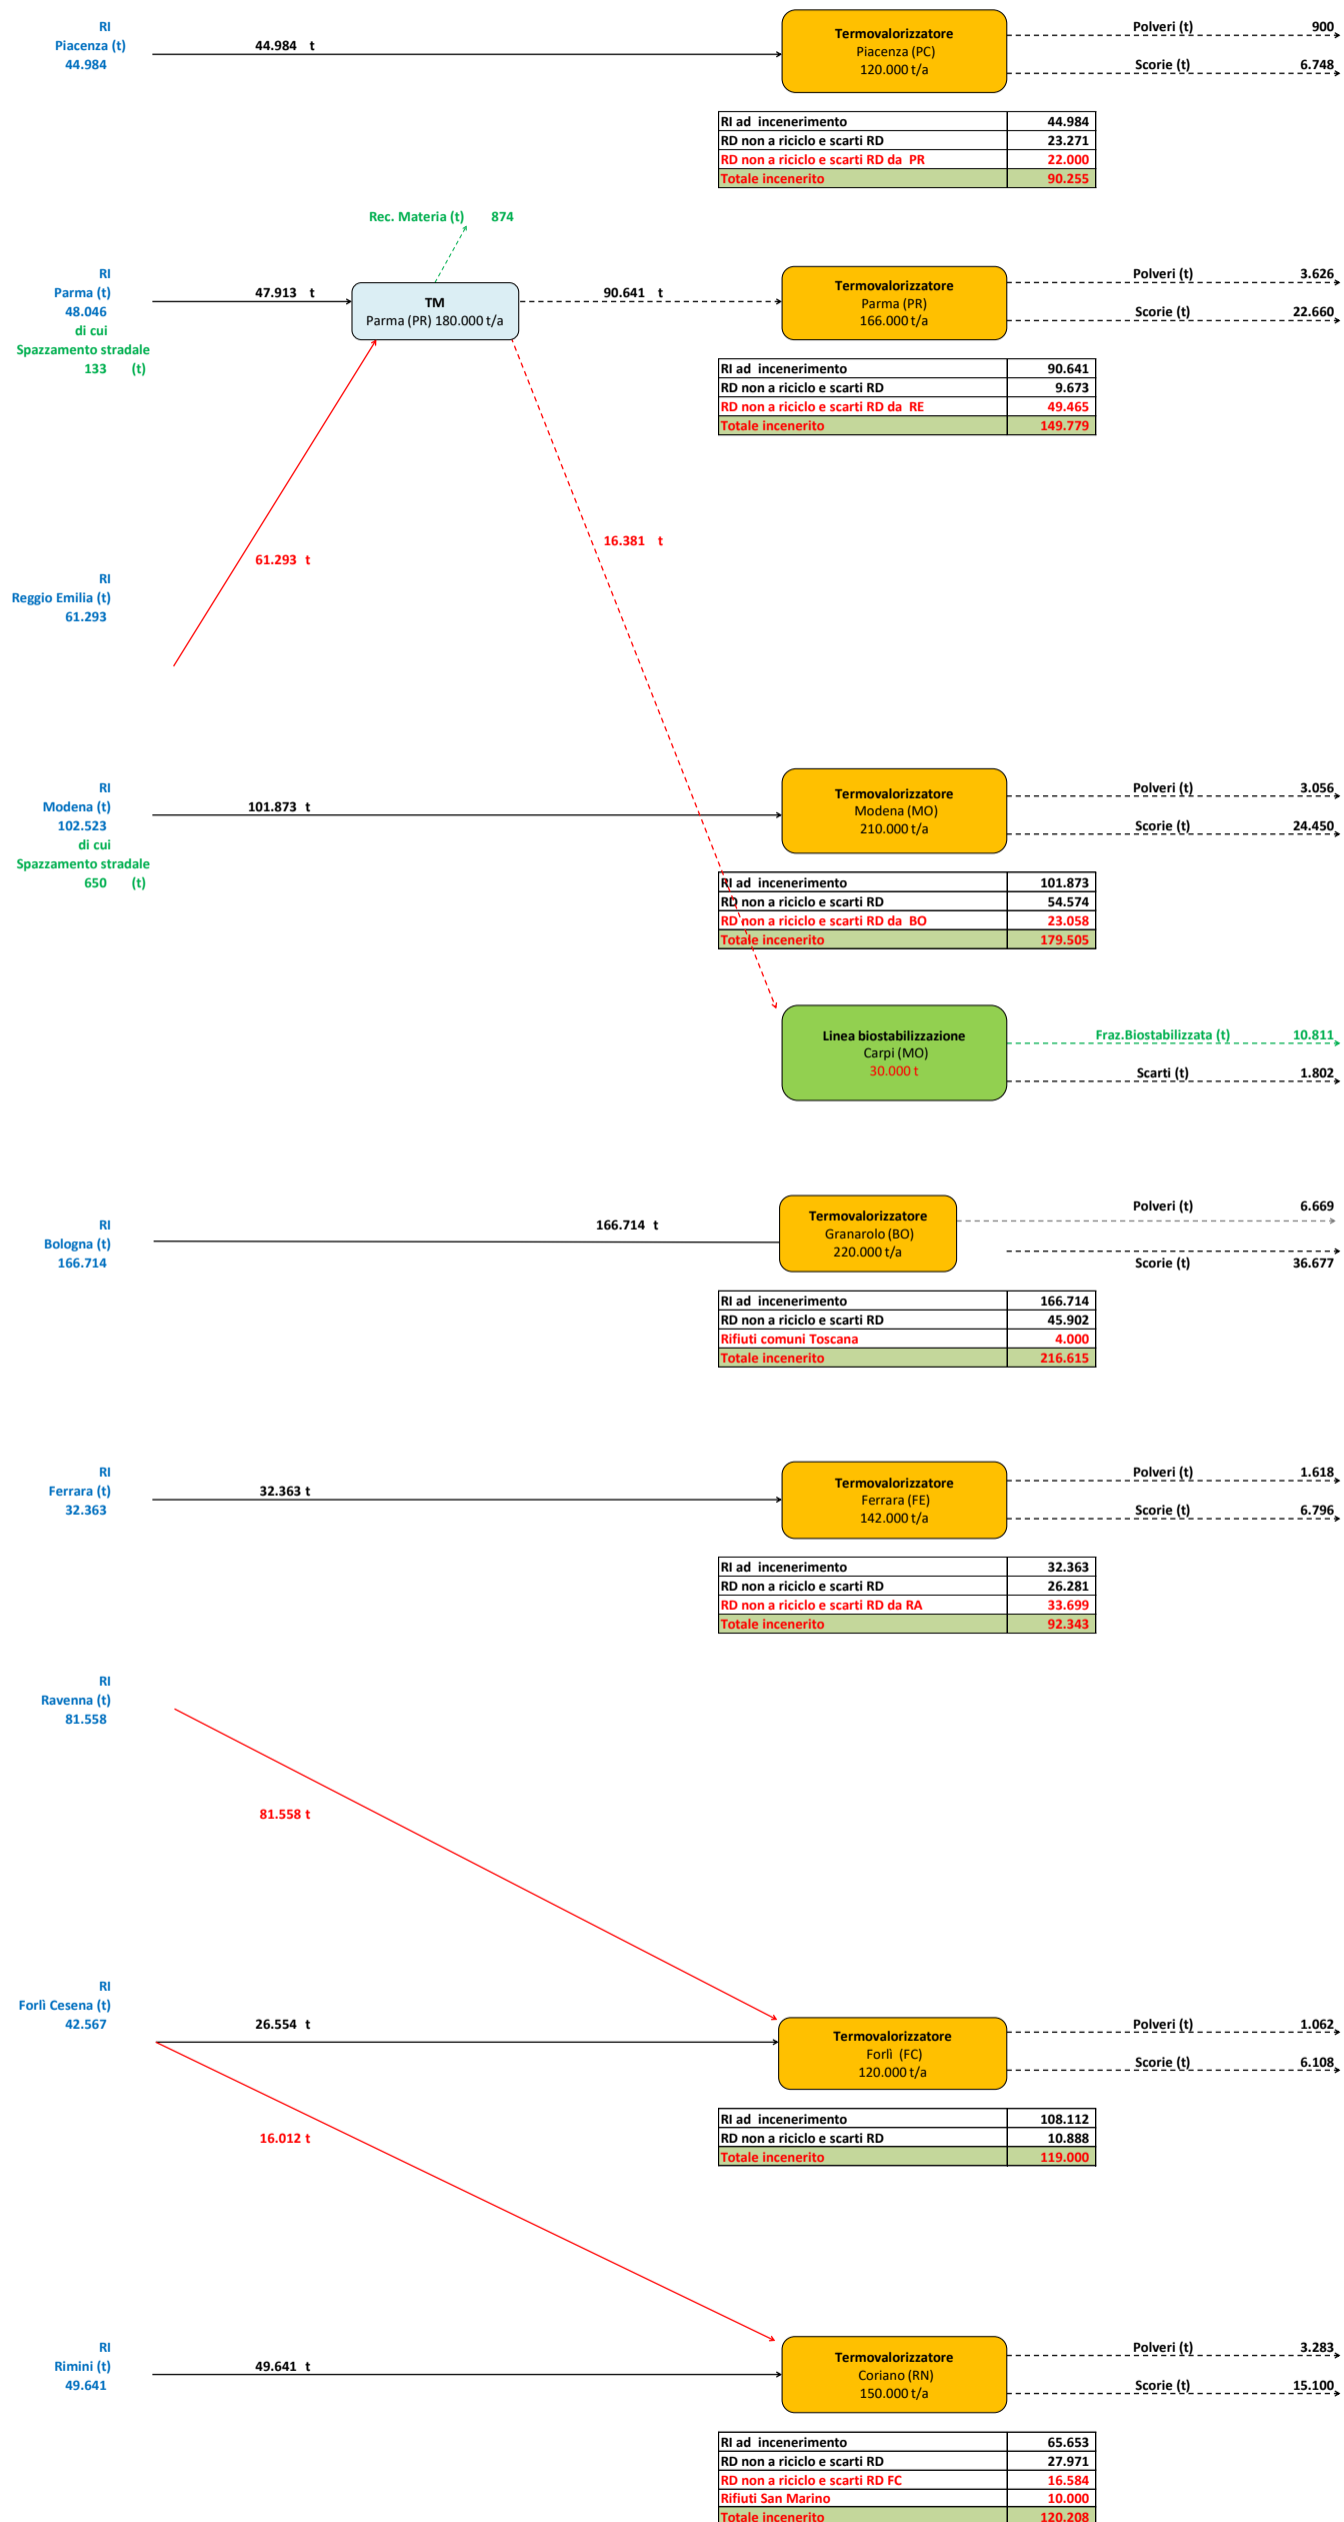 RI
Piacenza (t)
44.984
44.984 t
Termovalorizzatore
Piacenza (PC)
120.000 t/a
Polveri (t) 900
Scorie (t) 6.748
RI ad incenerimento 44.984
RD non a riciclo e scarti RD 23.271
RD non a riciclo e scarti RD da PR 22.000
Totale incenerito 90.255
Rec. Materia (t) 874
RI
Parma (t)
48.046
di cui
Spazzamento stradale
133 (t)
47.913 t
TM
Parma (PR) 180.000 t/a
90.641 t
Termovalorizzatore
Parma (PR)
166.000 t/a
Polveri (t) 3.626
Scorie (t) 22.660
RI ad incenerimento 90.641
RD non a riciclo e scarti RD 9.673
RD non a riciclo e scarti RD da RE 49.465
Totale incenerito 149.779
16.381 t
61.293 t
RI
Reggio Emilia (t)
61.293
RI
Modena (t)
102.523
di cui
Spazzamento stradale
650 (t)
101.873 t
Termovalorizzatore
Modena (MO)
210.000 t/a
Polveri (t) 3.056
Scorie (t) 24.450
RI ad incenerimento 101.873
RD non a riciclo e scarti RD 54.574
RD non a riciclo e scarti RD da BO 23.058
Totale incenerito 179.505
Linea biostabilizzazione
Carpi (MO)
30.000 t
Fraz.Biostabilizzata (t) 10.811
Scarti (t) 1.802
RI
Bologna (t)
166.714
166.714 t
Termovalorizzatore
Granarolo (BO)
220.000 t/a
Polveri (t) 6.669
Scorie (t) 36.677
RI ad incenerimento 166.714
RD non a riciclo e scarti RD 45.902
Rifiuti comuni Toscana 4.000
Totale incenerito 216.615
RI
Ferrara (t)
32.363
32.363 t
Termovalorizzatore
Ferrara (FE)
142.000 t/a
Polveri (t) 1.618
Scorie (t) 6.796
RI ad incenerimento 32.363
RD non a riciclo e scarti RD 26.281
RD non a riciclo e scarti RD da RA 33.699
Totale incenerito 92.343
RI
Ravenna (t)
81.558
81.558 t
RI
Forlì Cesena (t)
42.567
26.554 t
Termovalorizzatore
Forlì (FC)
120.000 t/a
Polveri (t) 1.062
Scorie (t) 6.108
RI ad incenerimento 108.112
RD non a riciclo e scarti RD 10.888
Totale incenerito 119.000
16.012 t
RI
Rimini (t)
49.641
49.641 t
Termovalorizzatore
Coriano (RN)
150.000 t/a
Polveri (t) 3.283
Scorie (t) 15.100
RI ad incenerimento 65.653
RD non a riciclo e scarti RD 27.971
RD non a riciclo e scarti RD FC 16.584
Rifiuti San Marino 10.000
Totale incenerito 120.208